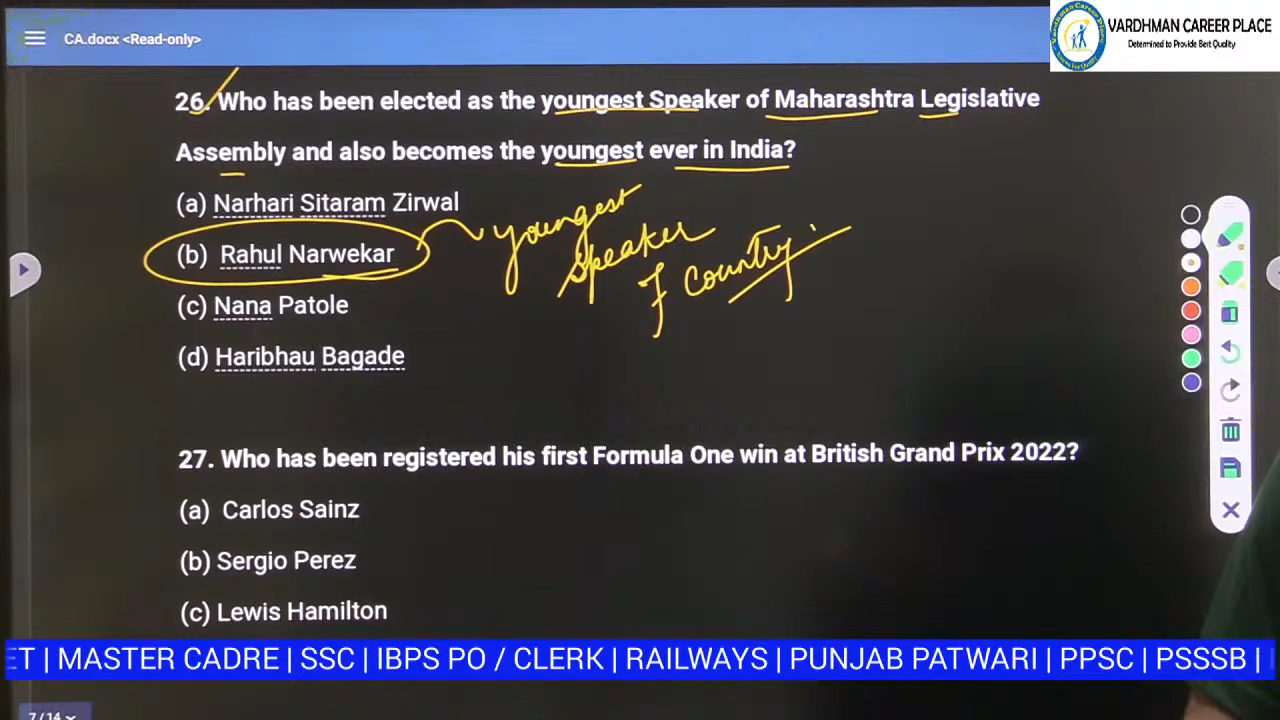 CA.docx <Read-only>
VARDHMAN CAREER PLACE
Determined to Provide Bert Quality
26. Who has been elected as the youngest Speaker of Maharashtra Legislative
Assembly and also becomes the youngest ever in India?
(a) Narhari Sitaram Zirwal
(b) Rahul Narwekar
youngest
speaker
of country
(c) Nana Patole
(d) Haribhau Bagade
27. Who has been registered his first Formula One win at British Grand Prix 2022?
(a) Carlos Sainz
(b) Sergio Perez
(c) Lewis Hamilton
ET | MASTER CADRE | SSC | IBPS PO / CLERK | RAILWAYS | PUNJAB PATWARI | PPSC | PSSSB |
7 / 14